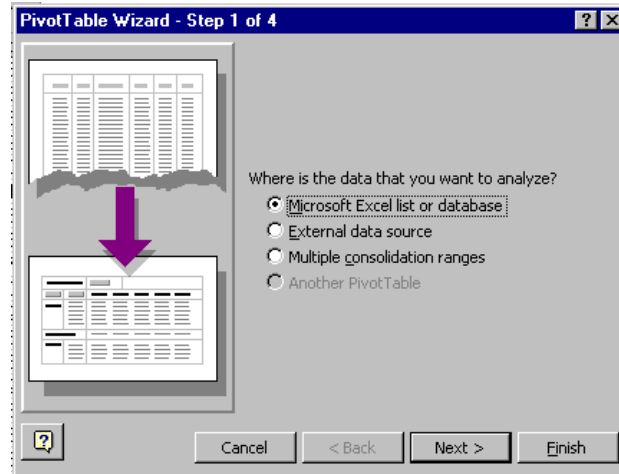 PivotTable Wizard - Step 1 of 4
Where is the data that you want to analyze?
Microsoft Excel list or database
External data source
Multiple consolidation ranges
Another PivotTable
Cancel
< Back
Next >
Finish